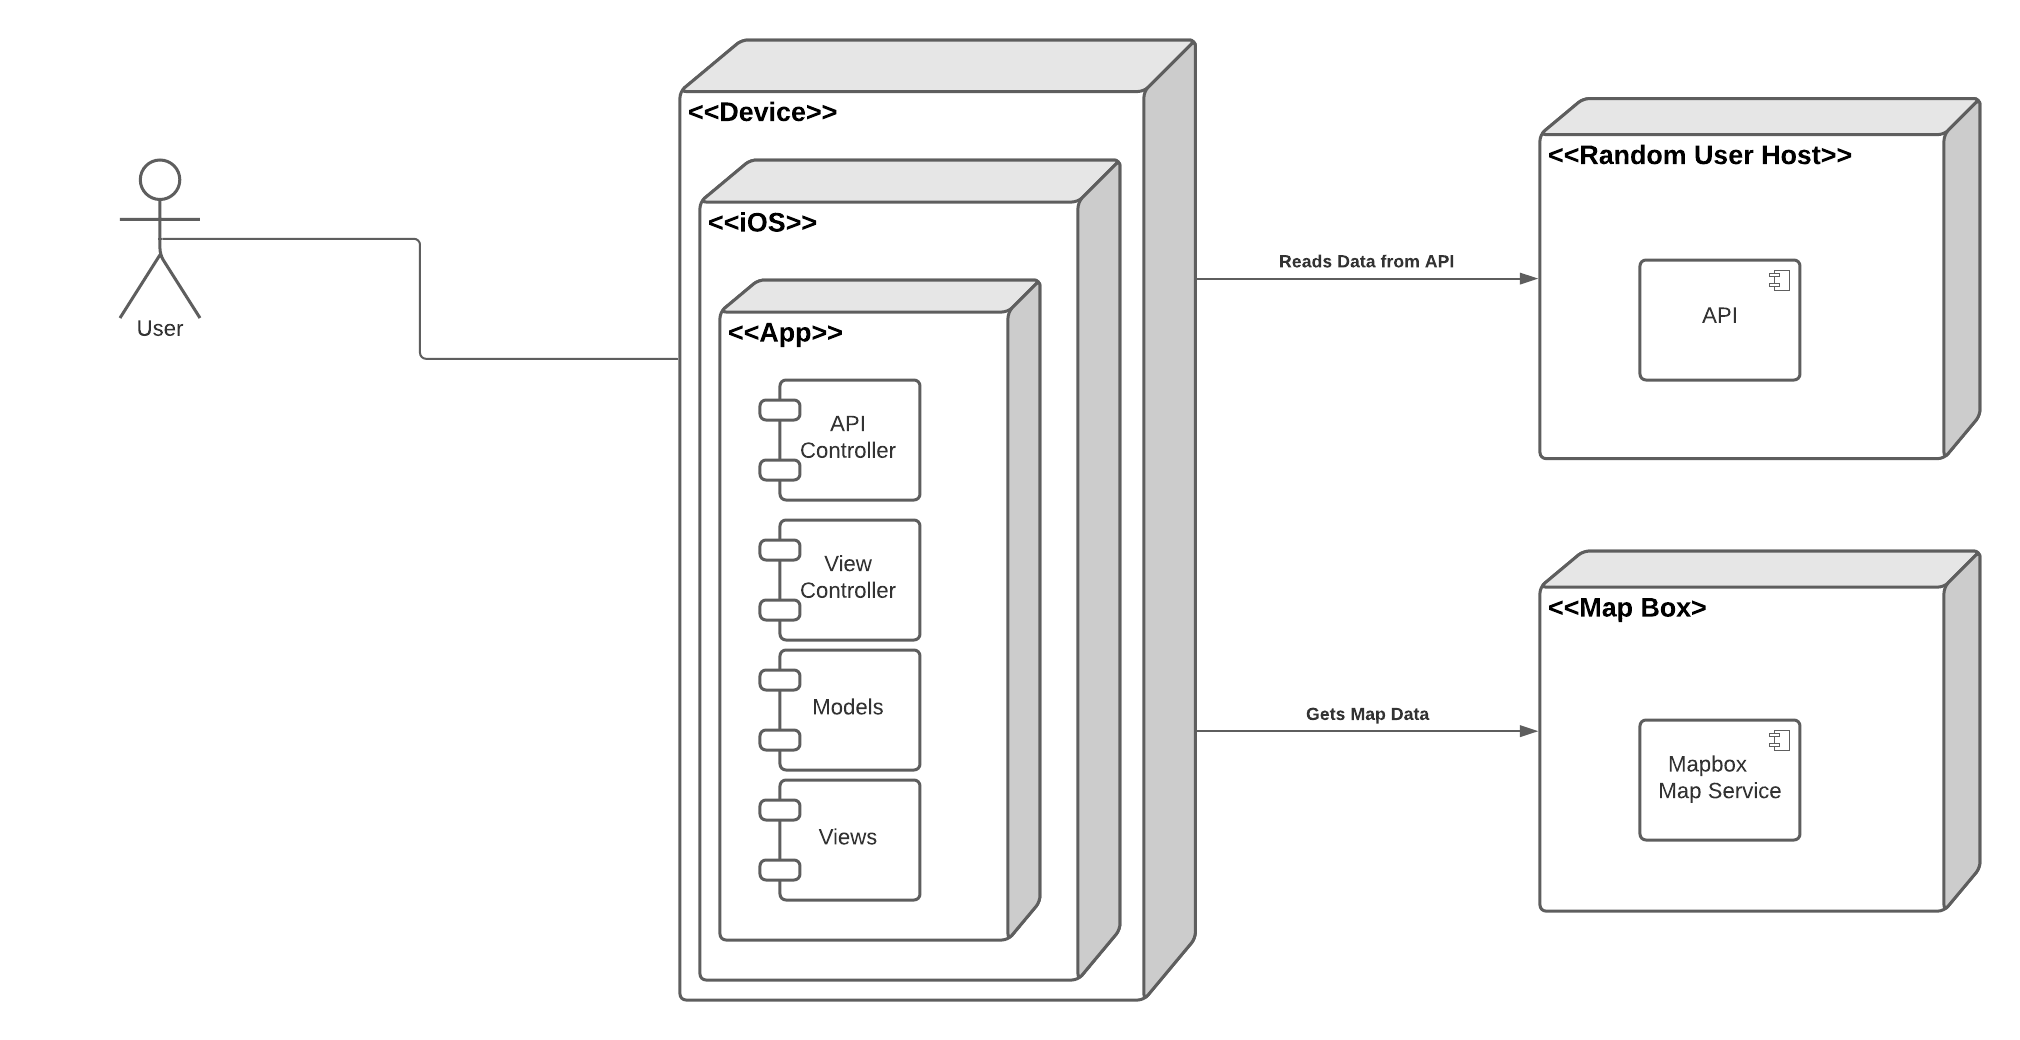 <<Device>>
<<iOS>>
<<App>>
API
Controller
View
Controller
Models
Views
User
Reads Data from API
Gets Map Data
<<Random User Host>>
API
<<Map Box>
Mapbox
Map Service